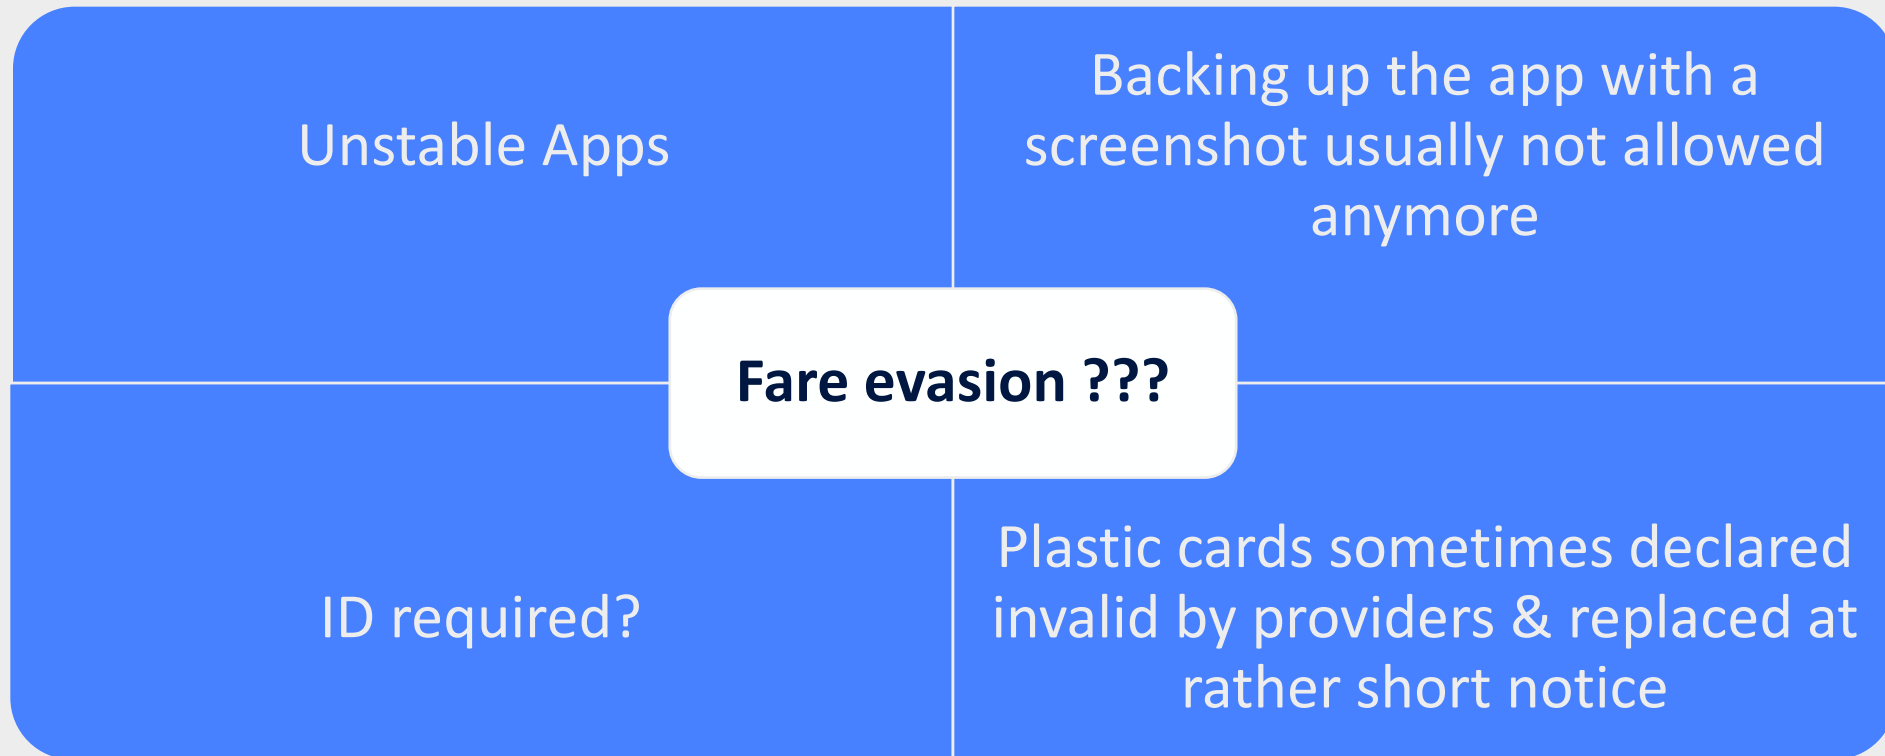 Unstable Apps
Backing up the app with a
screenshot usually not allowed
anymore
Fare evasion ???
ID required?
Plastic cards sometimes declared
invalid by providers & replaced at
rather short notice